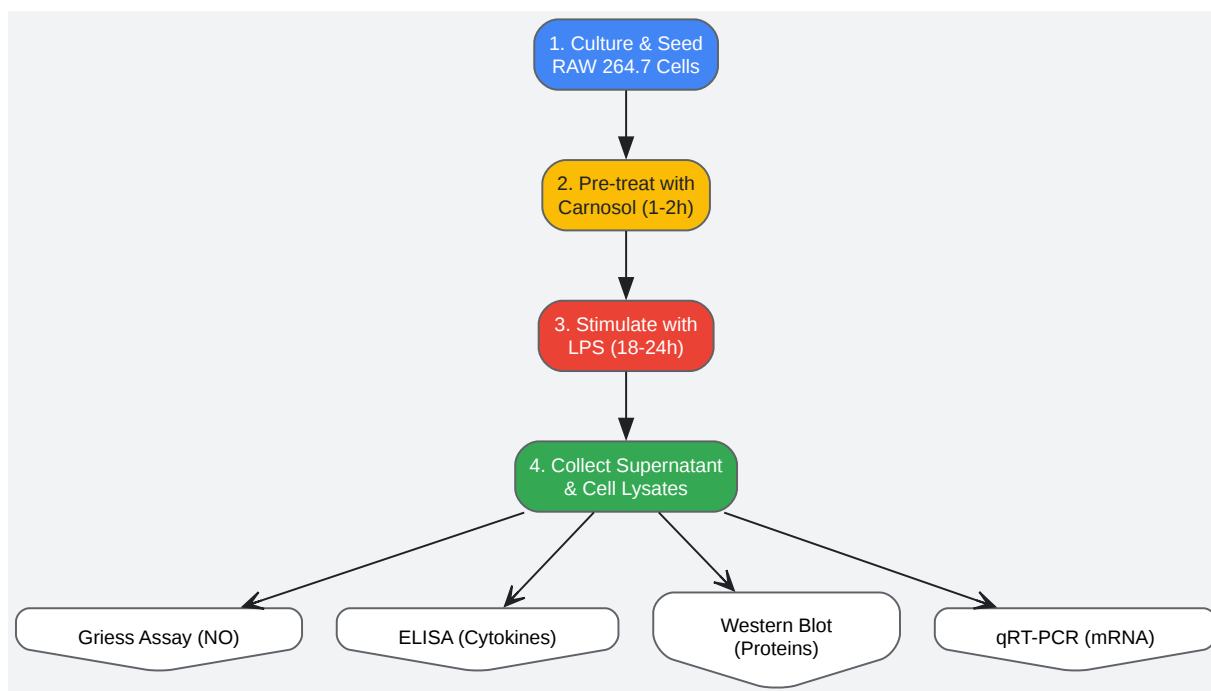 1. Culture & Seed
RAW 264.7 Cells
2. Pre-treat with
Carnosol (1-2h)
3. Stimulate with
LPS (18-24h)
4. Collect Supernatant
& Cell Lysates
Griess Assay (NO)
ELISA (Cytokines)
Western Blot
(Proteins)
qRT-PCR (mRNA)